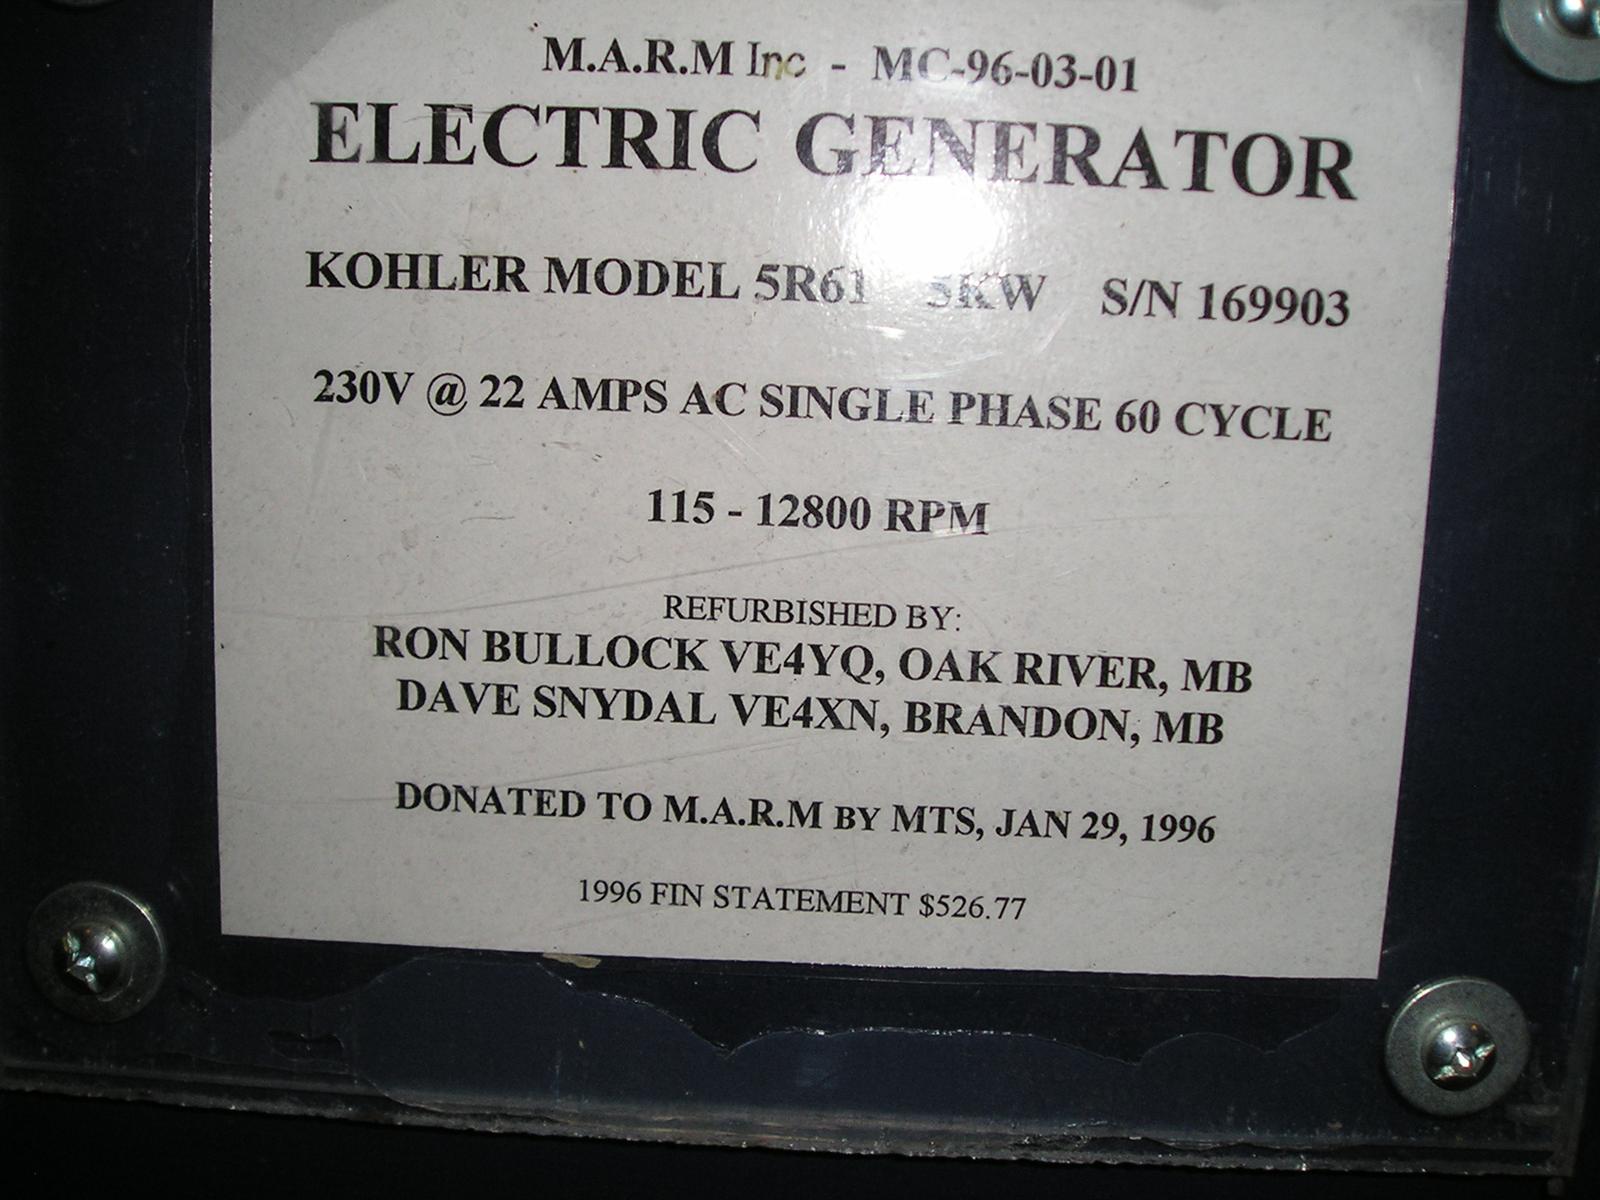 M.A.R.M Inc - MC-96-03-01
ELECTRIC GENERATOR
KOHLER MODEL 5R61 5KW S/N 169903
230V @ 22 AMPS AC SINGLE PHASE 60 CYCLE
115 - 12800 RPM
REFURBISHED BY:
RON BULLOCK VE4YQ, OAK RIVER, MB
DAVE SNYDAL VE4XN, BRANDON, MB
DONATED TO M.A.R.M BY MTS, JAN 29, 1996
1996 FIN STATEMENT $526.77